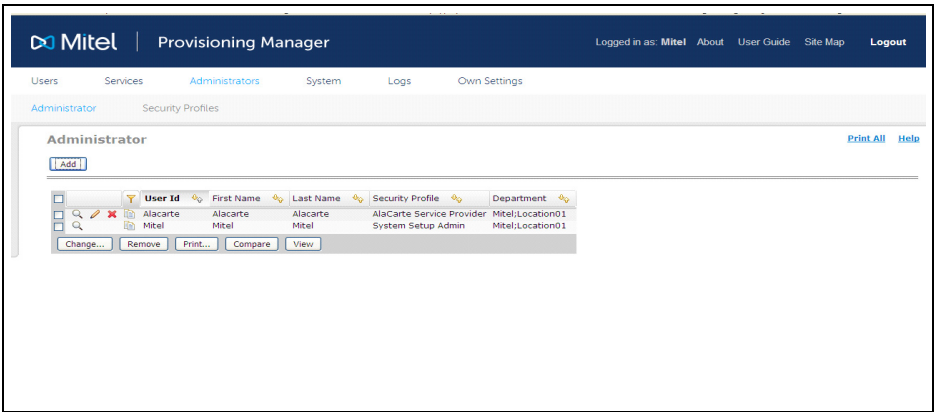 Mitel | Provisioning Manager Logged in as: Mitel About User Guide Site Map Logout
Users Services Administrators System Logs Own Settings
Administrator Security Profiles
Administrator Print All Help
Add
User Id First Name Last Name Security Profile Department
Alacarte Alacarte Alacarte AlaCarte Service Provider Mitel;Location01
Mitel Mitel Mitel System Setup Admin Mitel;Location01
Change... Remove Print... Compare View